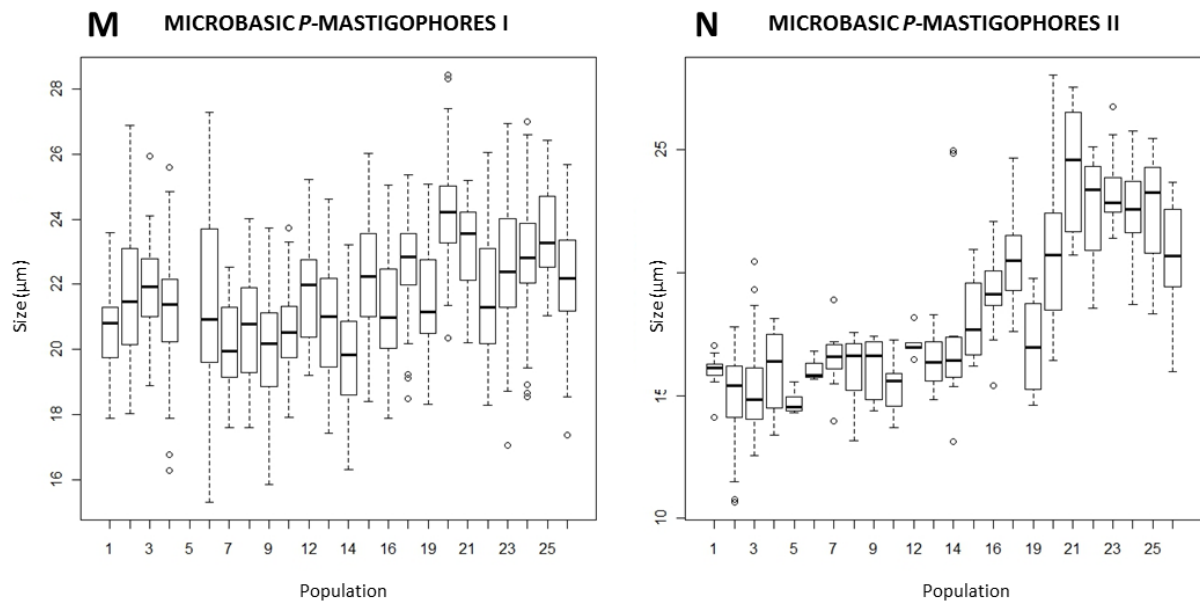 M MICROBASIC P-MASTIGOPHORES I
Size (µm)
28
26
24
22
20
18
16
1 3 5 7 9 12 14 16 19 21 23 25
Population
N MICROBASIC P-MASTIGOPHORES II
Size (µm)
25
15
10
1 3 5 7 9 12 14 16 19 21 23 25
Population